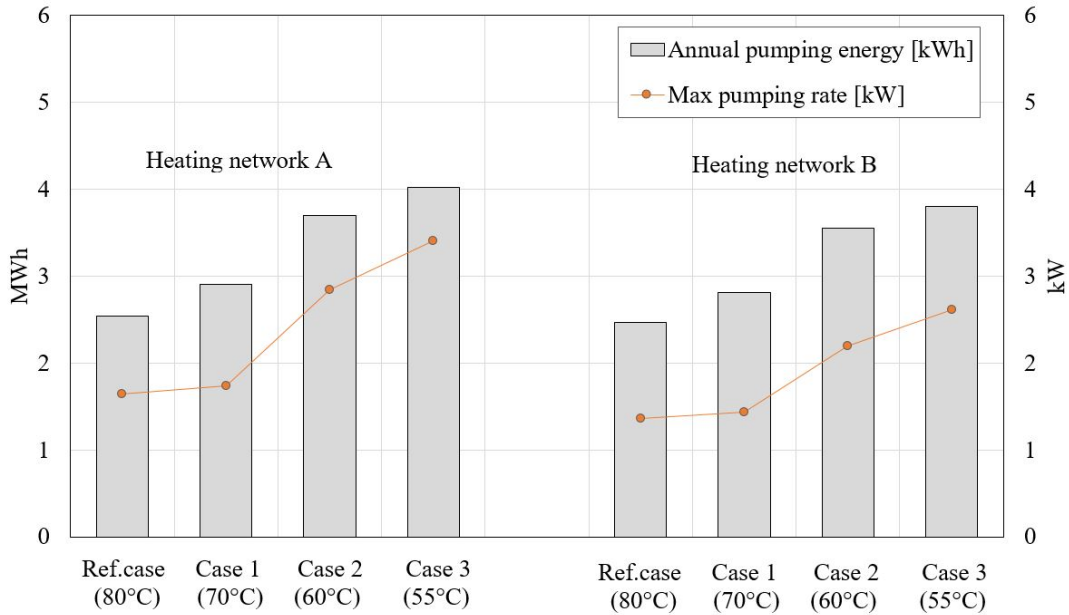 6
5
4
3
2
1
0
MWh
6
5
4
3
2
1
0
kW
Annual pumping energy [kWh]
Max pumping rate [kW]
Heating network A
Heating network B
Ref.case
(80°C)
Case 1
(70°C)
Case 2
(60°C)
Case 3
(55°C)
Ref.case
(80°C)
Case 1
(70°C)
Case 2
(60°C)
Case 3
(55°C)